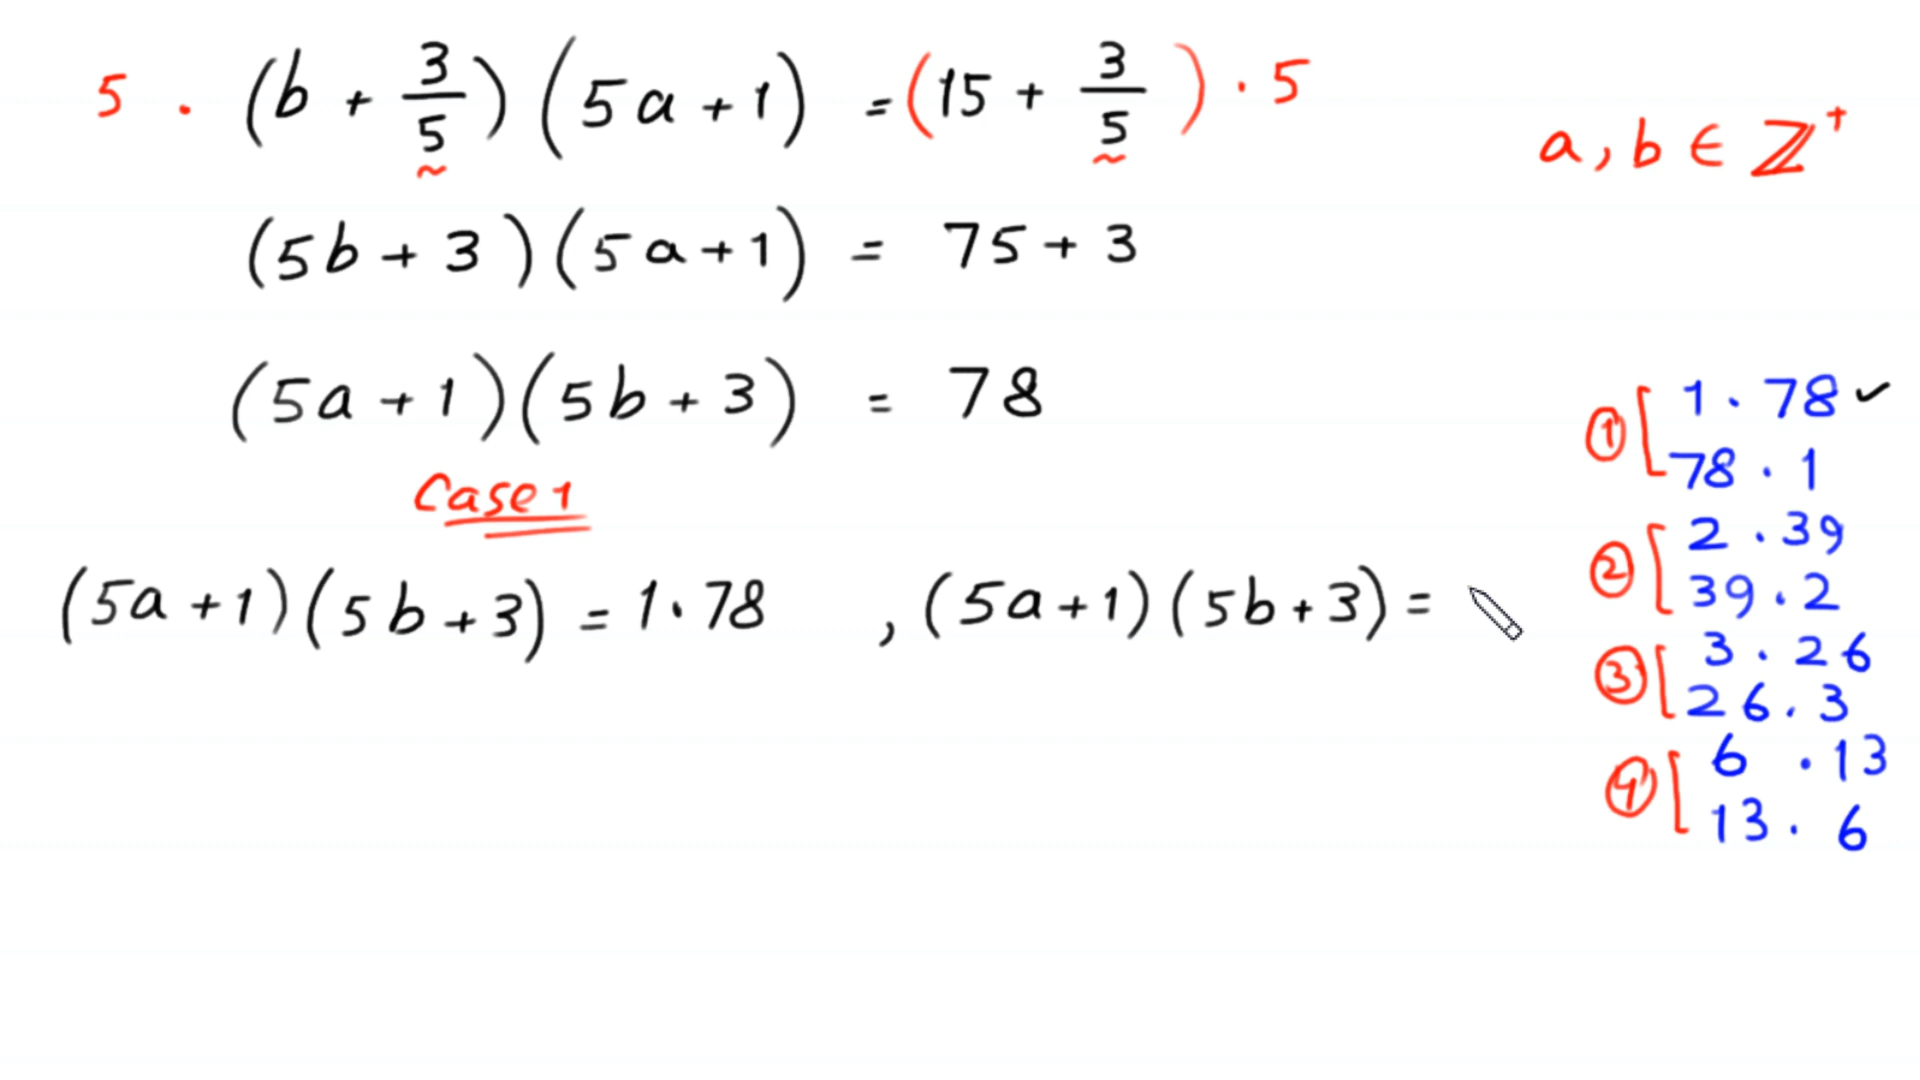 5 · (b + 3/5)(5a + 1) = (15 + 3/5) · 5
a, b ∈ ℤ⁺
(5b + 3)(5a + 1) = 75 + 3
(5a + 1)(5b + 3) = 78
Case 1
(5a + 1)(5b + 3) = 1 · 78 , (5a + 1)(5b + 3) =
① [ 1 · 78 ✓
78 · 1
② [ 2 · 39
39 · 2
③ [ 3 · 26
26 · 3
④ [ 6 · 13
13 · 6